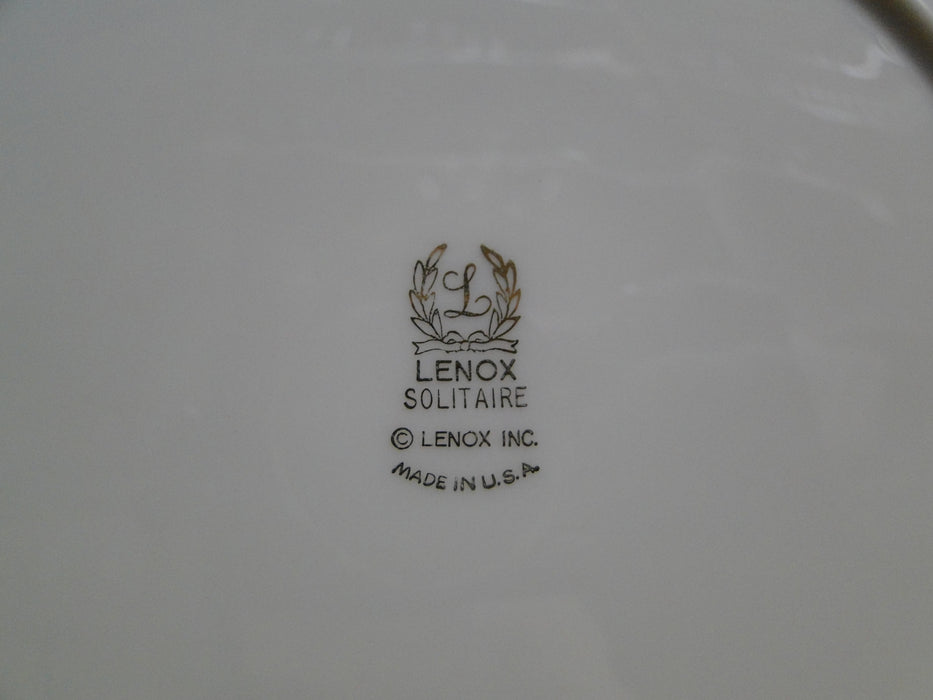 L
LENOX
SOLITAIRE
© LENOX INC.
MADE IN U.S.A.